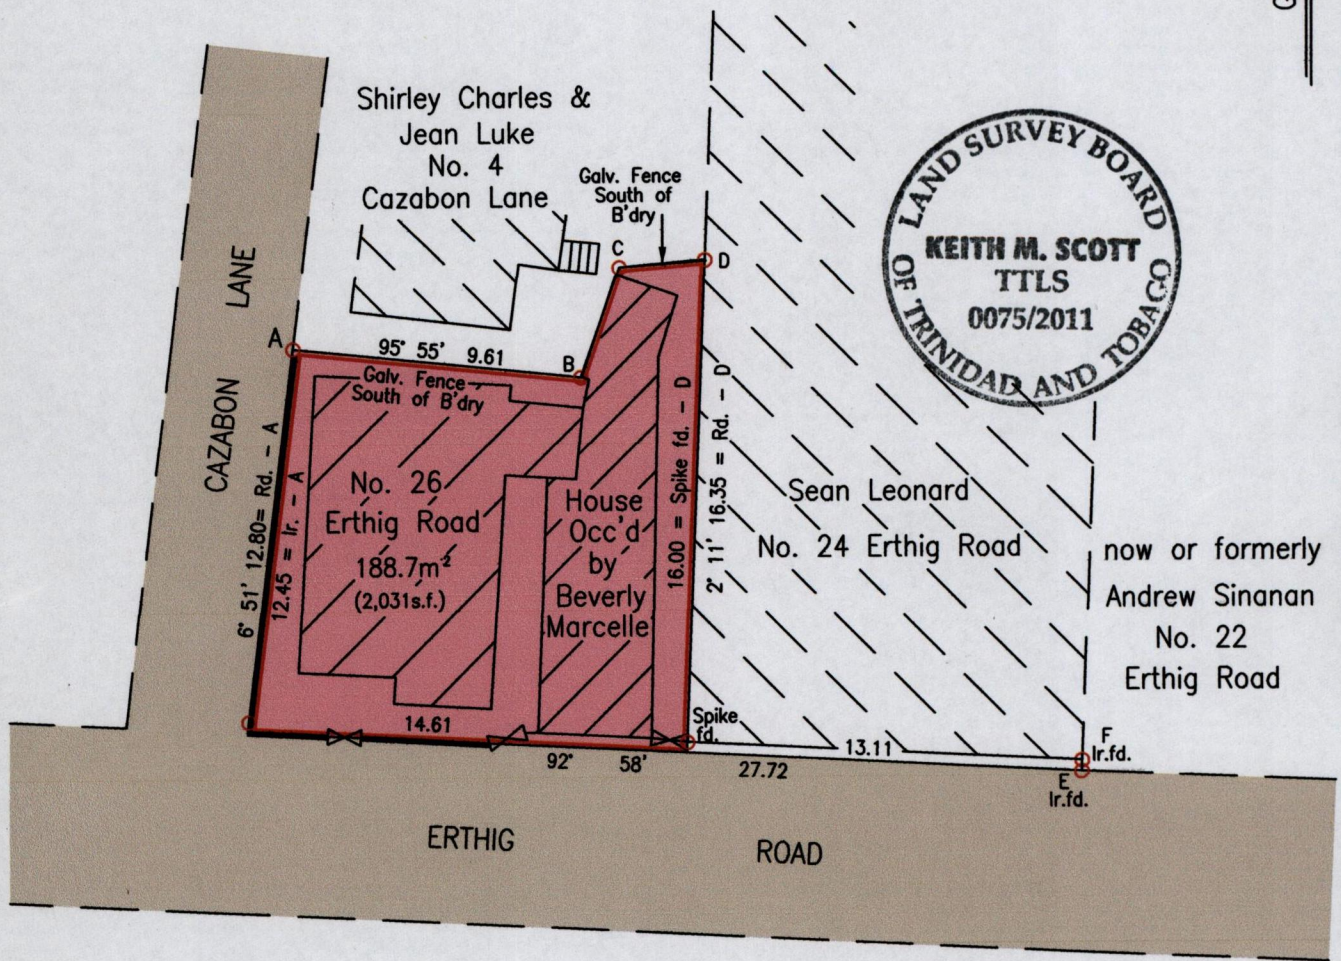 G
Shirley Charles &
Jean Luke
No. 4
Cazabon Lane
Galv. Fence
South of
B'dry
C
D
LAND SURVEY BOARD
OF TRINIDAD AND TOBAGO
KEITH M. SCOTT
TTLS
0075/2011
CAZABON LANE
A
95° 55' 9.61
B
Galv. Fence
South of B'dry
6° 51' 12.80= Rd. - A
12.45 = Ir. - A
No. 26
Erthig Road
188.7m²
(2,031s.f.)
House
Occ'd
by
Beverly
Marcelle
16.00 = Spike fd. - D
2° 11' 16.35 = Rd. - D
Sean Leonard
No. 24 Erthig Road
now or formerly
Andrew Sinanan
No. 22
Erthig Road
14.61
Spike
fd.
13.11
F
Ir.fd.
92° 58' 27.72
E
Ir.fd.
ERTHIG ROAD